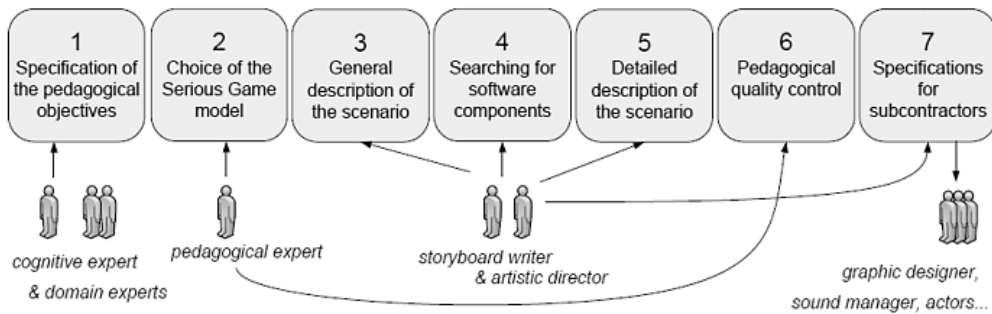 1
Specification of
the pedagogical
objectives
2
Choice of the
Serious Game
model
3
General
description of
the scenario
4
Searching for
software
components
5
Detailed
description of
the scenario
6
Pedagogical
quality control
7
Specifications
for
subcontractors
cognitive expert
& domain experts
pedagogical expert
storyboard writer
& artistic director
graphic designer,
sound manager, actors...